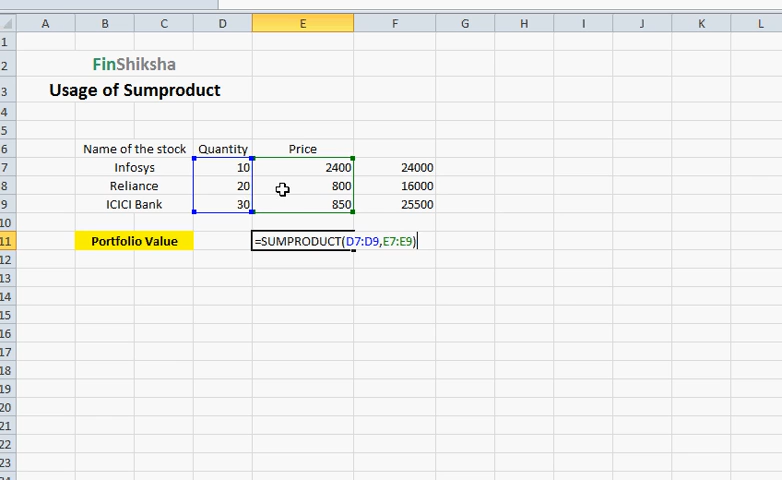 A B C D E F G H I J K L
1
2 FinShiksha
3 Usage of Sumproduct
4
5
6 Name of the stock Quantity Price
7 Infosys 10 2400 24000
8 Reliance 20 800 16000
9 ICICI Bank 30 850 25500
10
11 Portfolio Value =SUMPRODUCT(D7:D9,E7:E9)
12
13
14
15
16
17
18
19
20
21
22
23